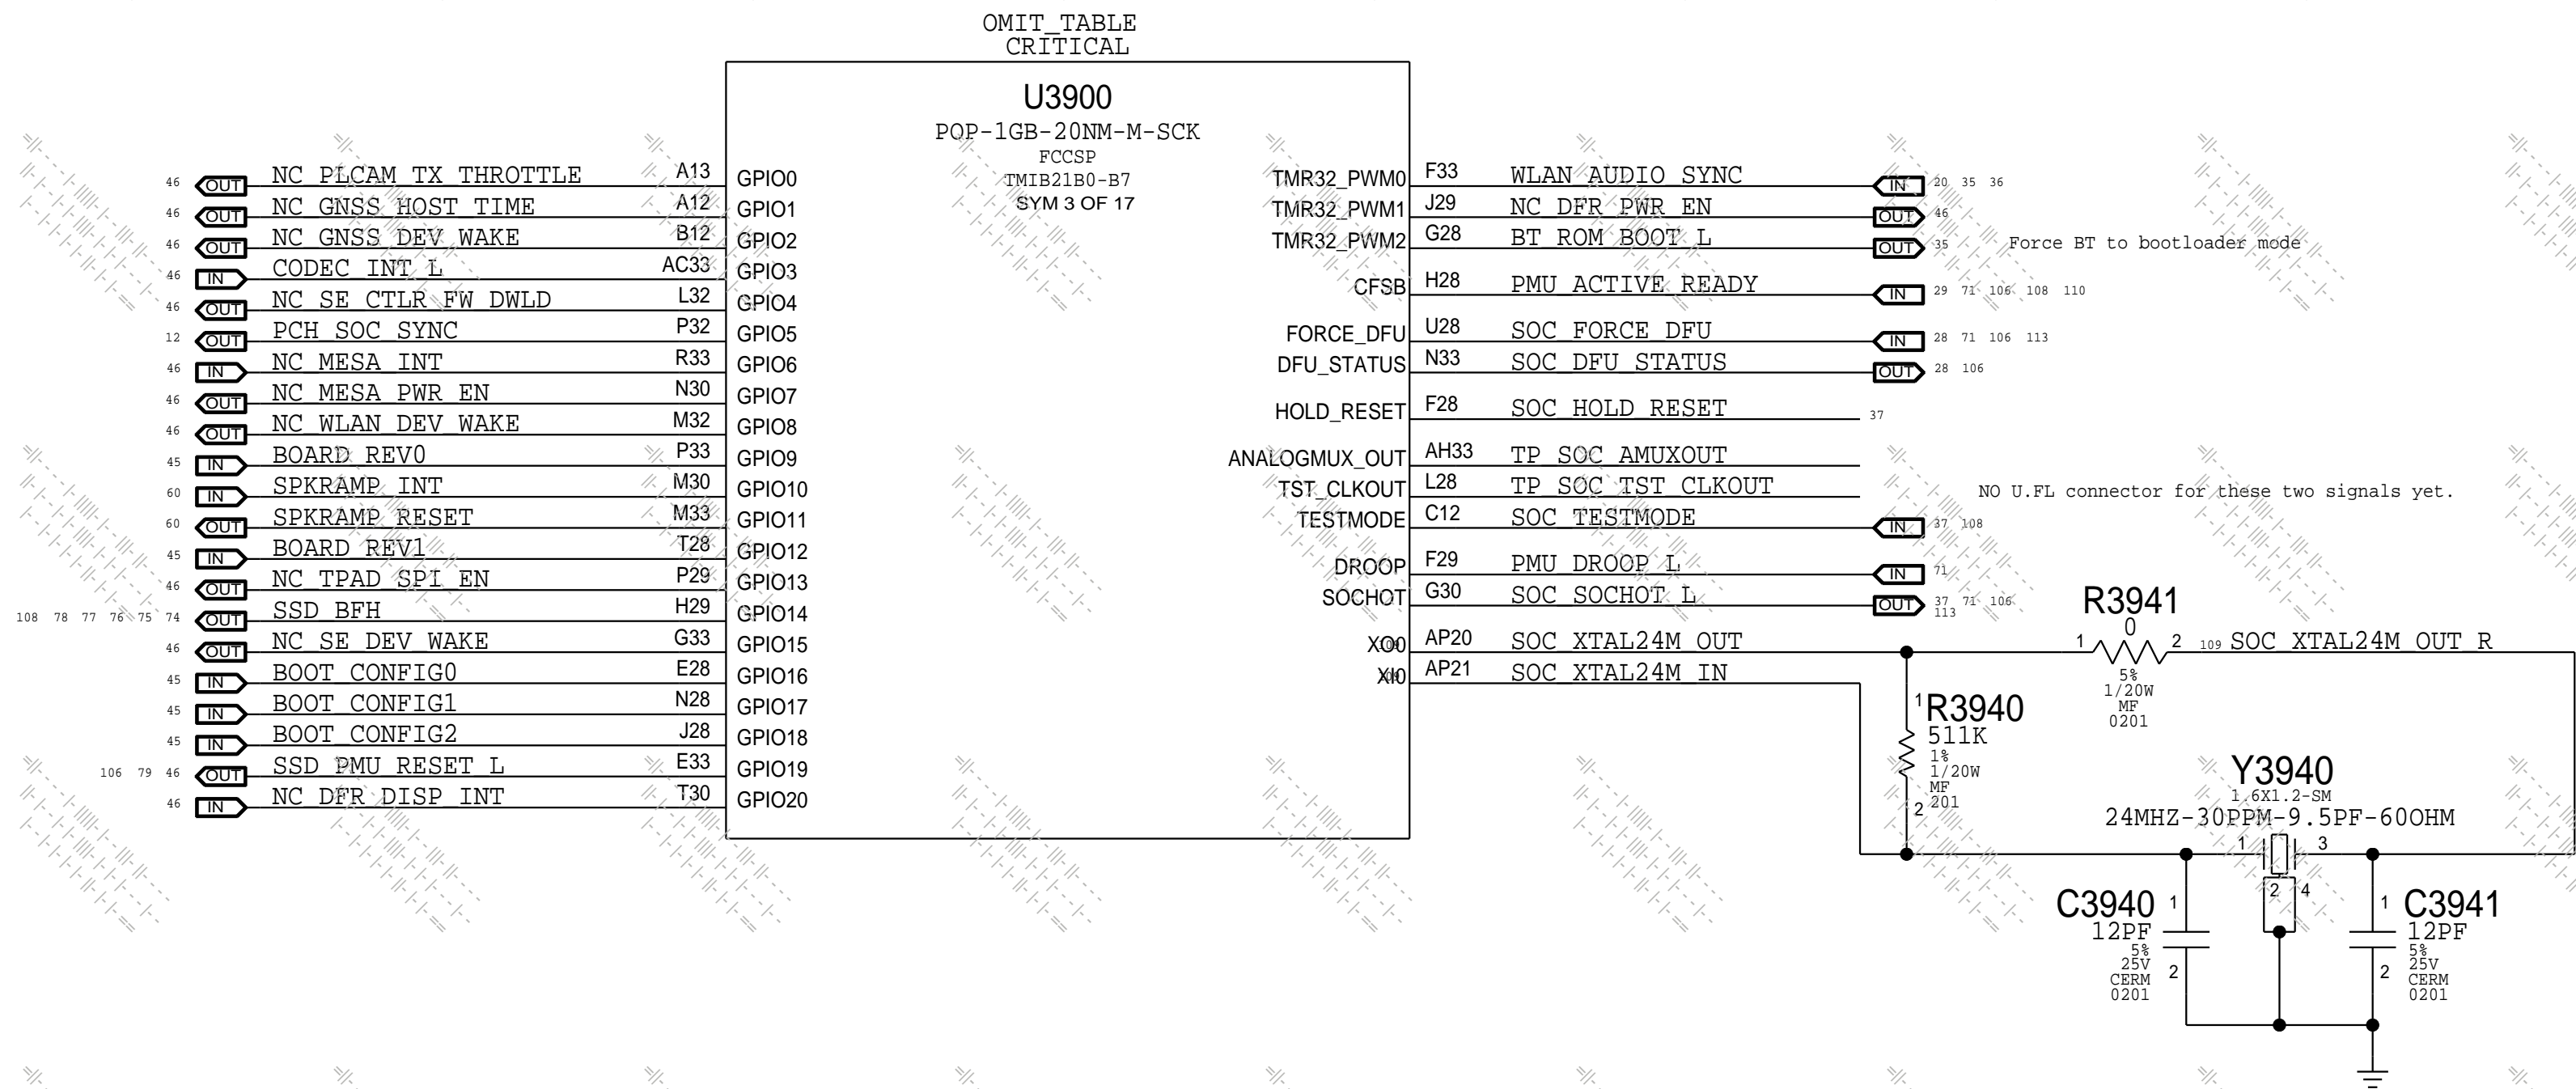 OMIT_TABLE
CRITICAL
U3900
POP-1GB-20NM-M-SCK
FCCSP
TMIB21B0-B7
SYM 3 OF 17
46 OUT NC_PLCAM_TX_THROTTLE A13 GPIO0
46 OUT NC_GNSS_HOST_TIME A12 GPIO1
46 OUT NC_GNSS_DEV_WAKE B12 GPIO2
46 IN CODEC_INT_L AC33 GPIO3
46 OUT NC_SE_CTLR_FW_DWLD L32 GPIO4
12 OUT PCH_SOC_SYNC P32 GPIO5
46 IN NC_MESA_INT R33 GPIO6
46 OUT NC_MESA_PWR_EN N30 GPIO7
46 OUT NC_WLAN_DEV_WAKE M32 GPIO8
45 IN BOARD_REV0 P33 GPIO9
60 IN SPKRAMP_INT M30 GPIO10
60 OUT SPKRAMP_RESET M33 GPIO11
45 IN BOARD_REV1 T28 GPIO12
46 OUT NC_TPAD_SPI_EN P29 GPIO13
108 78 77 76 75 74 OUT SSD_BFH H29 GPIO14
46 OUT NC_SE_DEV_WAKE G33 GPIO15
45 IN BOOT_CONFIG0 E28 GPIO16
45 IN BOOT_CONFIG1 N28 GPIO17
45 IN BOOT_CONFIG2 J28 GPIO18
106 79 46 OUT SSD_PMU_RESET_L E33 GPIO19
46 IN NC_DFR_DISP_INT T30 GPIO20
TMR32_PWM0 F33 WLAN_AUDIO_SYNC IN 20 35 36
TMR32_PWM1 J29 NC_DFR_PWR_EN OUT 46
TMR32_PWM2 G28 BT_ROM_BOOT_L OUT 35 Force BT to bootloader mode
CFSB H28 PMU_ACTIVE_READY IN 29 71 106 108 110
FORCE_DFU U28 SOC_FORCE_DFU IN 28 71 106 113
DFU_STATUS N33 SOC_DFU_STATUS OUT 28 106
HOLD_RESET F28 SOC_HOLD_RESET 37
ANALOGMUX_OUT AH33 TP_SOC_AMUXOUT
TST_CLKOUT L28 TP_SOC_TST_CLKOUT NO U.FL connector for these two signals yet.
TESTMODE C12 SOC_TESTMODE IN 37 108
DROOP F29 PMU_DROOP_L IN 71
SOCHOT G30 SOC_SOCHOT_L OUT 37 71 106
113
XO0 AP20 SOC_XTAL24M_OUT
XI0 AP21 SOC_XTAL24M_IN
R3941
0
1 2 109 SOC_XTAL24M_OUT_R
5%
1/20W
MF
0201
1 R3940
511K
1%
1/20W
MF
2 201
Y3940
1.6X1.2-SM
24MHZ-30PPM-9.5PF-60OHM
1 3
2 4
C3940 1
12PF
5%
25V 2
CERM
0201
1 C3941
12PF
5%
2 25V
CERM
0201